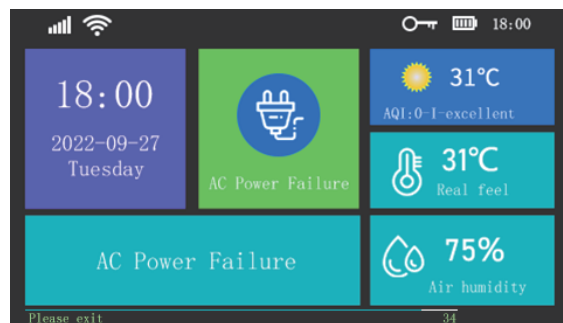 18:00
18:00
2022-09-27
Tuesday
AC Power Failure
31℃
AQI:0-I-excellent
31℃
Real feel
AC Power Failure
75%
Air humidity
Please exit
34